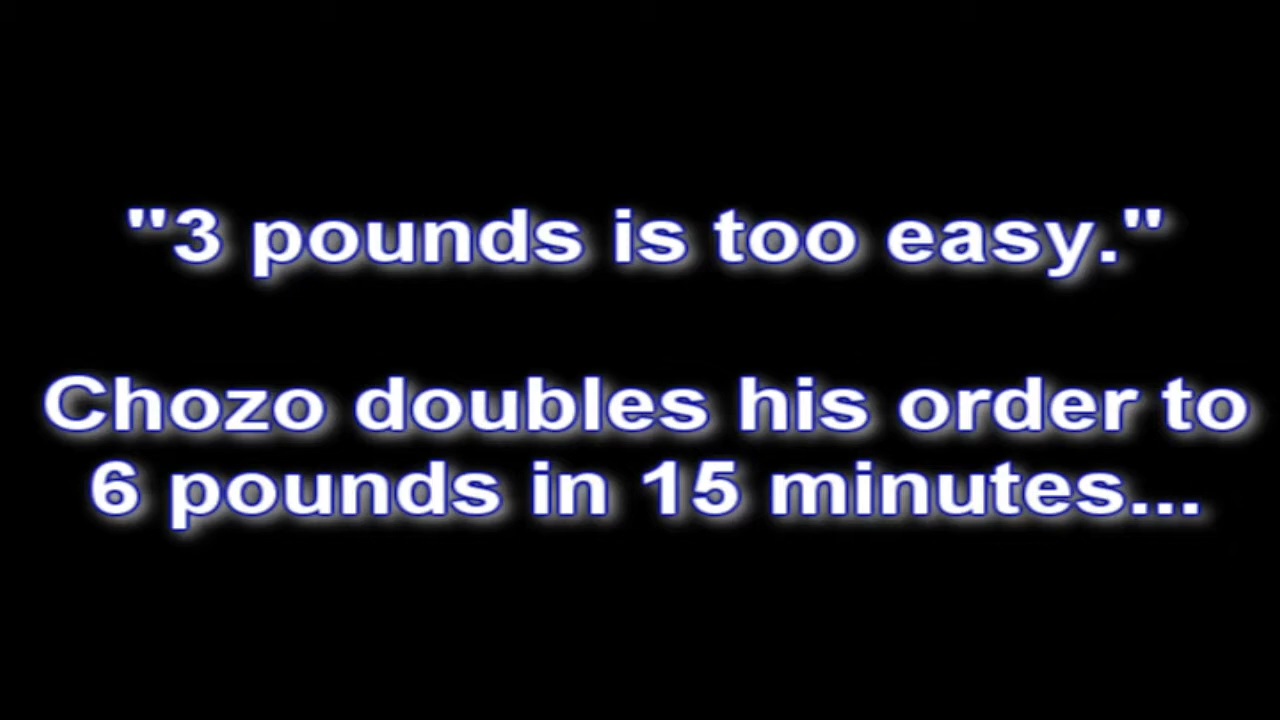 "3 pounds is too easy."
Chozo doubles his order to
6 pounds in 15 minutes...